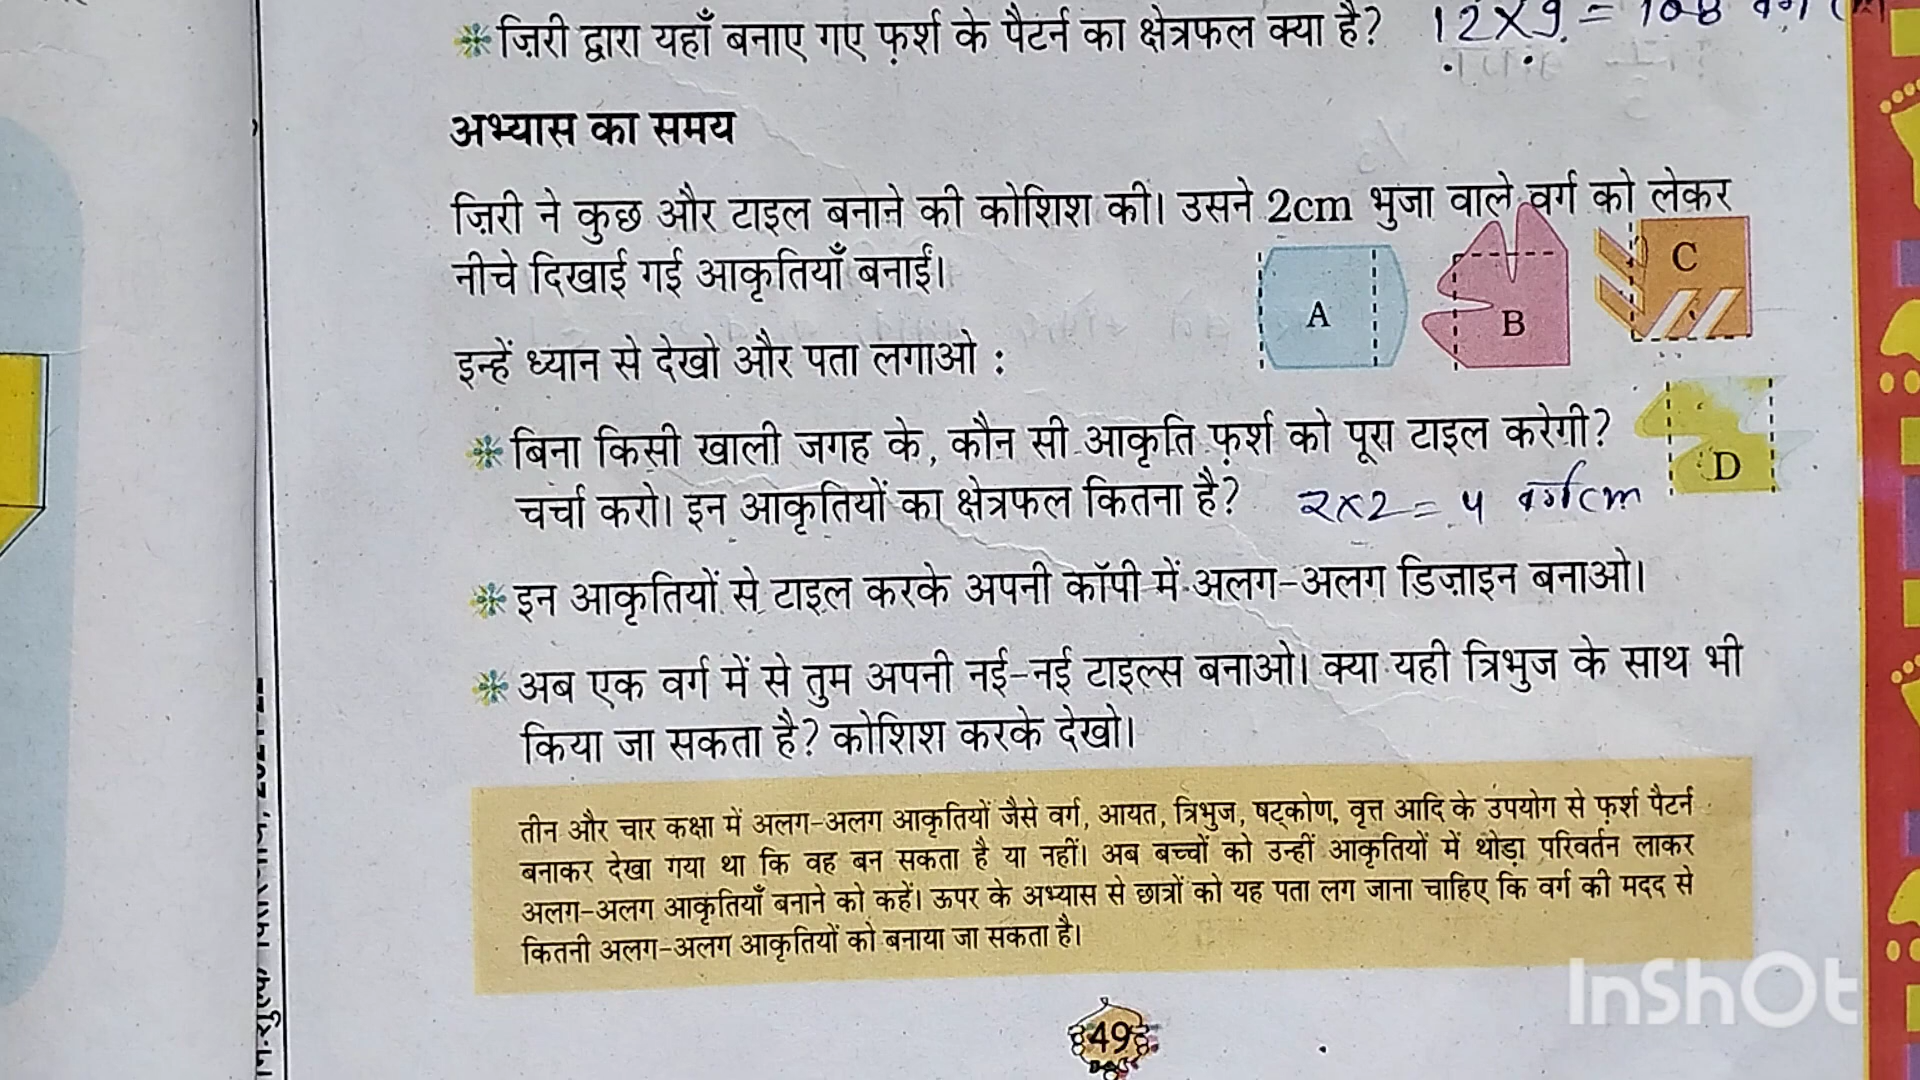 ज़िरी द्वारा यहाँ बनाए गए फ़र्श के पैटर्न का क्षेत्रफल क्या है? 12×9 = 108 वर्ग cm
अभ्यास का समय
ज़िरी ने कुछ और टाइल बनाने की कोशिश की। उसने 2cm भुजा वाले वर्ग को लेकर
नीचे दिखाई गई आकृतियाँ बनाईं।
A B C
इन्हें ध्यान से देखो और पता लगाओ :
बिना किसी खाली जगह के, कौन सी आकृति फ़र्श को पूरा टाइल करेगी?
D
चर्चा करो। इन आकृतियों का क्षेत्रफल कितना है? 2×2 = 4 वर्ग cm
इन आकृतियों से टाइल करके अपनी कॉपी में अलग-अलग डिज़ाइन बनाओ।
अब एक वर्ग में से तुम अपनी नई-नई टाइल्स बनाओ। क्या यही त्रिभुज के साथ भी
किया जा सकता है? कोशिश करके देखो।
तीन और चार कक्षा में अलग-अलग आकृतियों जैसे वर्ग, आयत, त्रिभुज, षट्कोण, वृत्त आदि के उपयोग से फ़र्श पैटर्न
बनाकर देखा गया था कि वह बन सकता है या नहीं। अब बच्चों को उन्हीं आकृतियों में थोड़ा परिवर्तन लाकर
अलग-अलग आकृतियाँ बनाने को कहें। ऊपर के अभ्यास से छात्रों को यह पता लग जाना चाहिए कि वर्ग की मदद से
कितनी अलग-अलग आकृतियों को बनाया जा सकता है।
49
InShOt